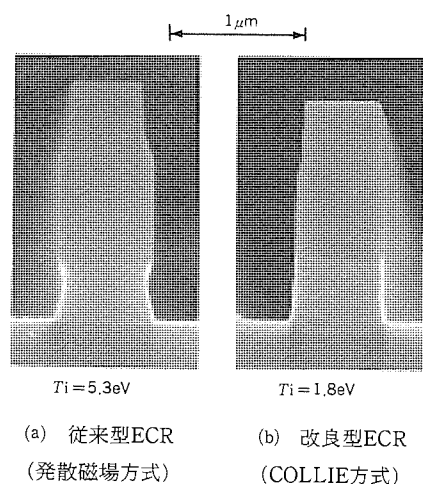 1μm
Ti=5.3eV
Ti=1.8eV
(a) 従来型ECR
(b) 改良型ECR
(発散磁場方式)
(COLLIE方式)